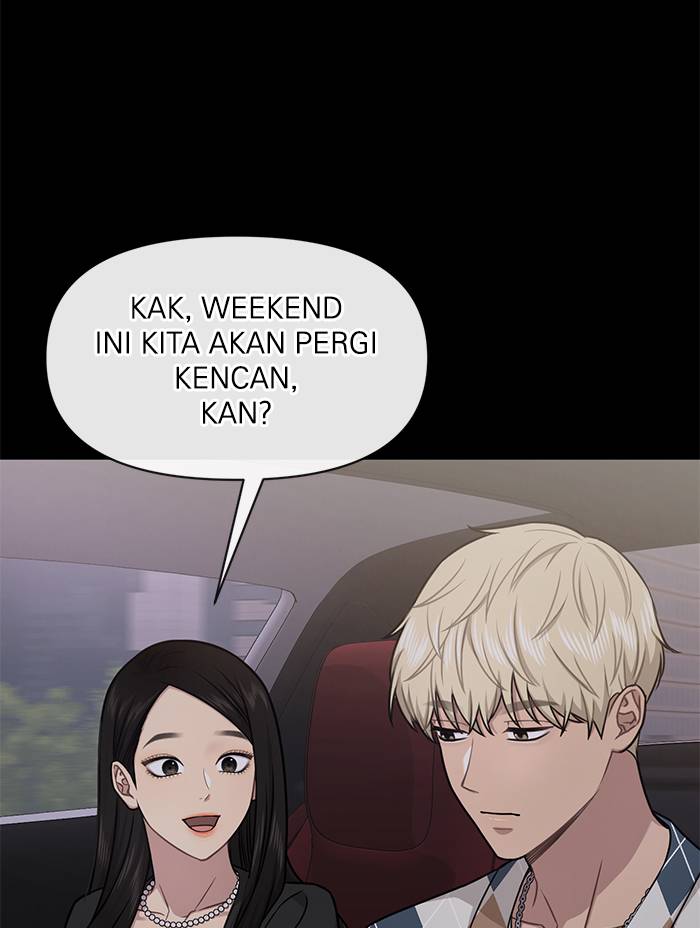 KAK, WEEKEND
INI KITA AKAN PERGI
KENCAN,
KAN?